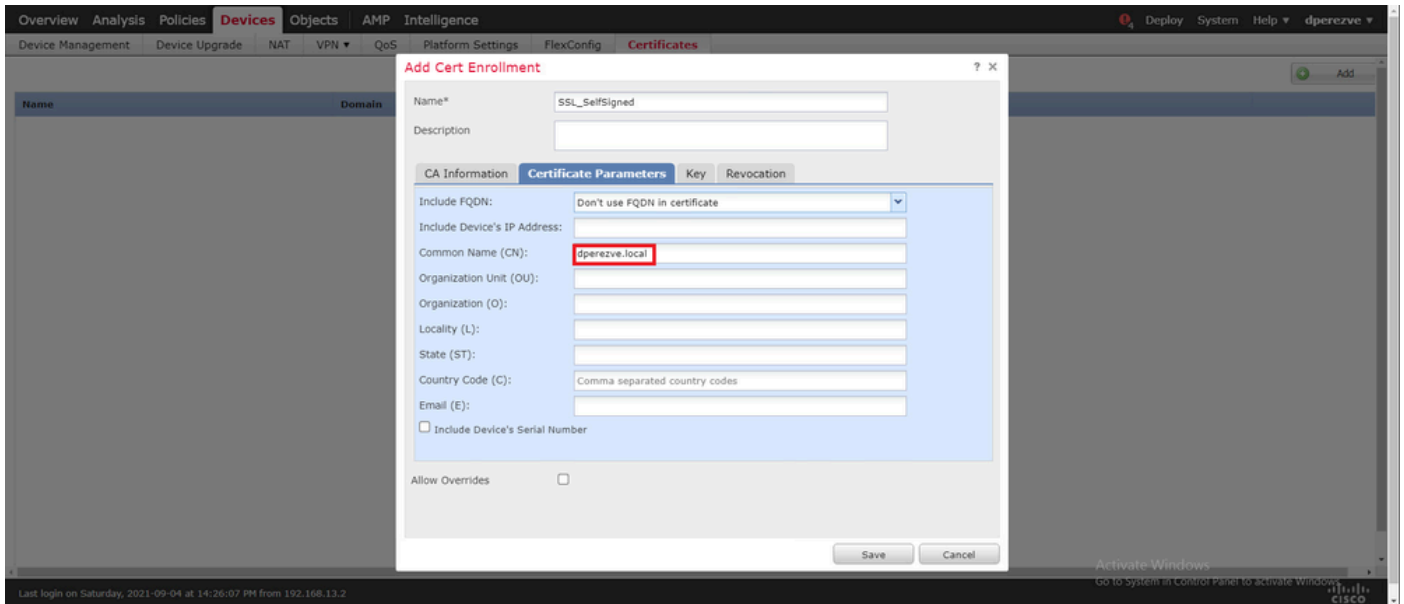 Overview Analysis Policies Devices Objects AMP Intelligence 4 Deploy System Help dperezve
Device Management Device Upgrade NAT VPN QoS Platform Settings FlexConfig Certificates
Add Cert Enrollment ? X
Add
Name Domain
Name* SSL_SelfSigned
Description
CA Information Certificate Parameters Key Revocation
Include FQDN: Don't use FQDN in certificate
Include Device's IP Address:
Common Name (CN): dperezve.local
Organization Unit (OU):
Organization (O):
Locality (L):
State (ST):
Country Code (C): Comma separated country codes
Email (E):
Include Device's Serial Number
Allow Overrides
Save Cancel
Activate Windows
Go to System in Control Panel to activate Windows.
Last login on Saturday, 2021-09-04 at 14:26:07 PM from 192.168.13.2
CISCO